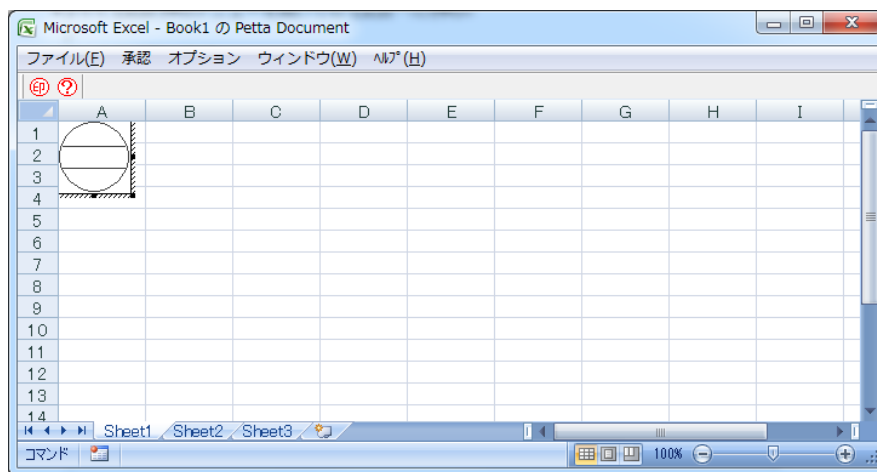 Microsoft Excel - Book1 の Petta Document
ファイル(F) 承認 オプション ウィンドウ(W) ﾍﾙﾌﾟ(H)
印 ?
A B C D E F G H I
1
2
3
4
5
6
7
8
9
10
11
12
13
14
Sheet1 Sheet2 Sheet3
コマンド 100%